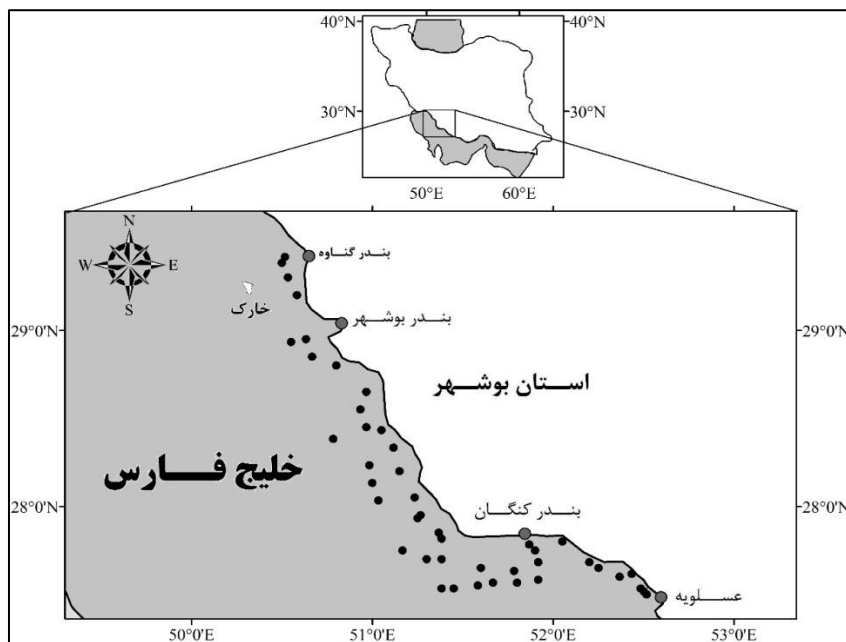 40°N
40°N
30°N
30°N
50°E
60°E
N
W
E
S
بندر گناوه
خارک
29°0'N
29°0'N
بندر بوشهر
استان بوشهر
خلیج فارس
28°0'N
28°0'N
بندر کنگان
عسلویه
50°0'E
51°0'E
52°0'E
53°0'E